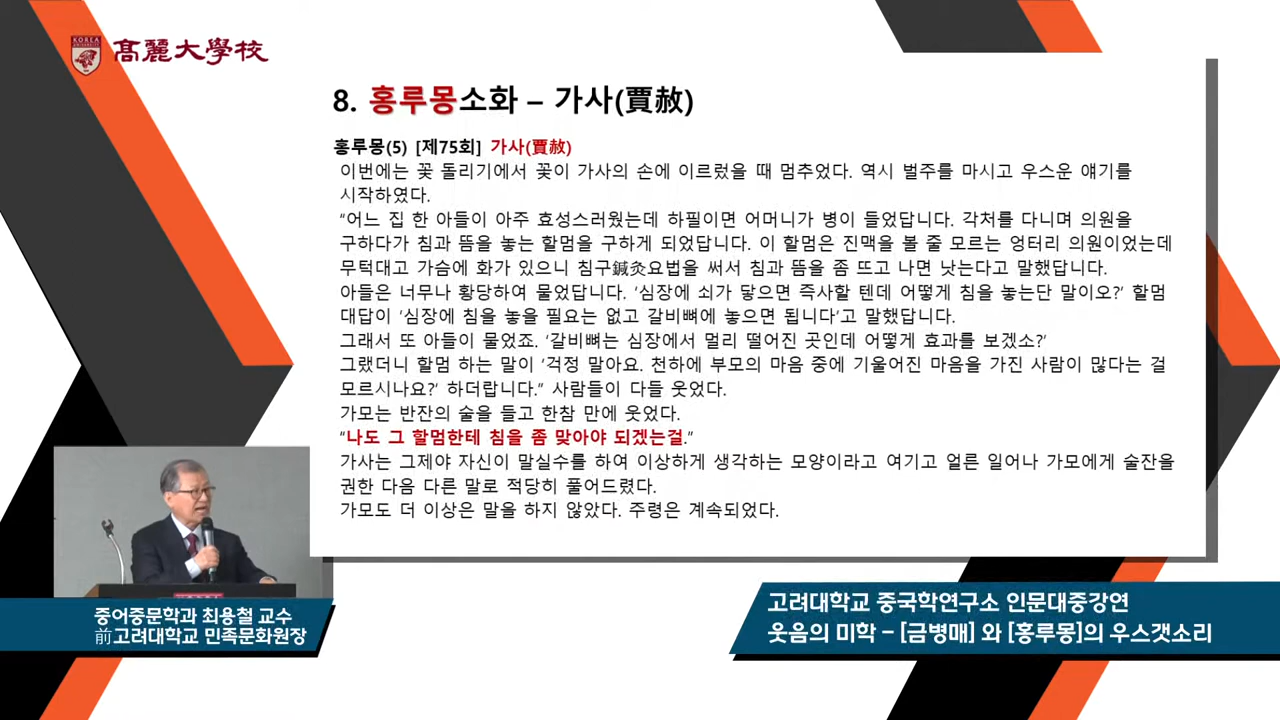 KOREA
高麗大學校
8. 홍루몽소화 – 가사(賈赦)
홍루몽(5) [제75회] 가사(賈赦)
이번에는 꽃 돌리기에서 꽃이 가사의 손에 이르렀을 때 멈추었다. 역시 벌주를 마시고 우스운 얘기를
시작하였다.
“어느 집 한 아들이 아주 효성스러웠는데 하필이면 어머니가 병이 들었답니다. 각처를 다니며 의원을
구하다가 침과 뜸을 놓는 할멈을 구하게 되었답니다. 이 할멈은 진맥을 볼 줄 모르는 엉터리 의원이었는데
무턱대고 가슴에 화가 있으니 침구鍼灸요법을 써서 침과 뜸을 좀 뜨고 나면 낫는다고 말했답니다.
아들은 너무나 황당하여 물었답니다. ‘심장에 쇠가 닿으면 즉사할 텐데 어떻게 침을 놓는단 말이오?’ 할멈
대답이 ‘심장에 침을 놓을 필요는 없고 갈비뼈에 놓으면 됩니다’고 말했답니다.
그래서 또 아들이 물었죠. ‘갈비뼈는 심장에서 멀리 떨어진 곳인데 어떻게 효과를 보겠소?’
그랬더니 할멈 하는 말이 ‘걱정 말아요. 천하에 부모의 마음 중에 기울어진 마음을 가진 사람이 많다는 걸
모르시나요?’ 하더랍니다.” 사람들이 다들 웃었다.
가모는 반잔의 술을 들고 한참 만에 웃었다.
“나도 그 할멈한테 침을 좀 맞아야 되겠는걸.”
가사는 그제야 자신이 말실수를 하여 이상하게 생각하는 모양이라고 여기고 얼른 일어나 가모에게 술잔을
권한 다음 다른 말로 적당히 풀어드렸다.
가모도 더 이상은 말을 하지 않았다. 주령은 계속되었다.
중어중문학과 최용철 교수
前고려대학교 민족문화원장
고려대학교 중국학연구소 인문대중강연
웃음의 미학 – [금병매] 와 [홍루몽]의 우스갯소리